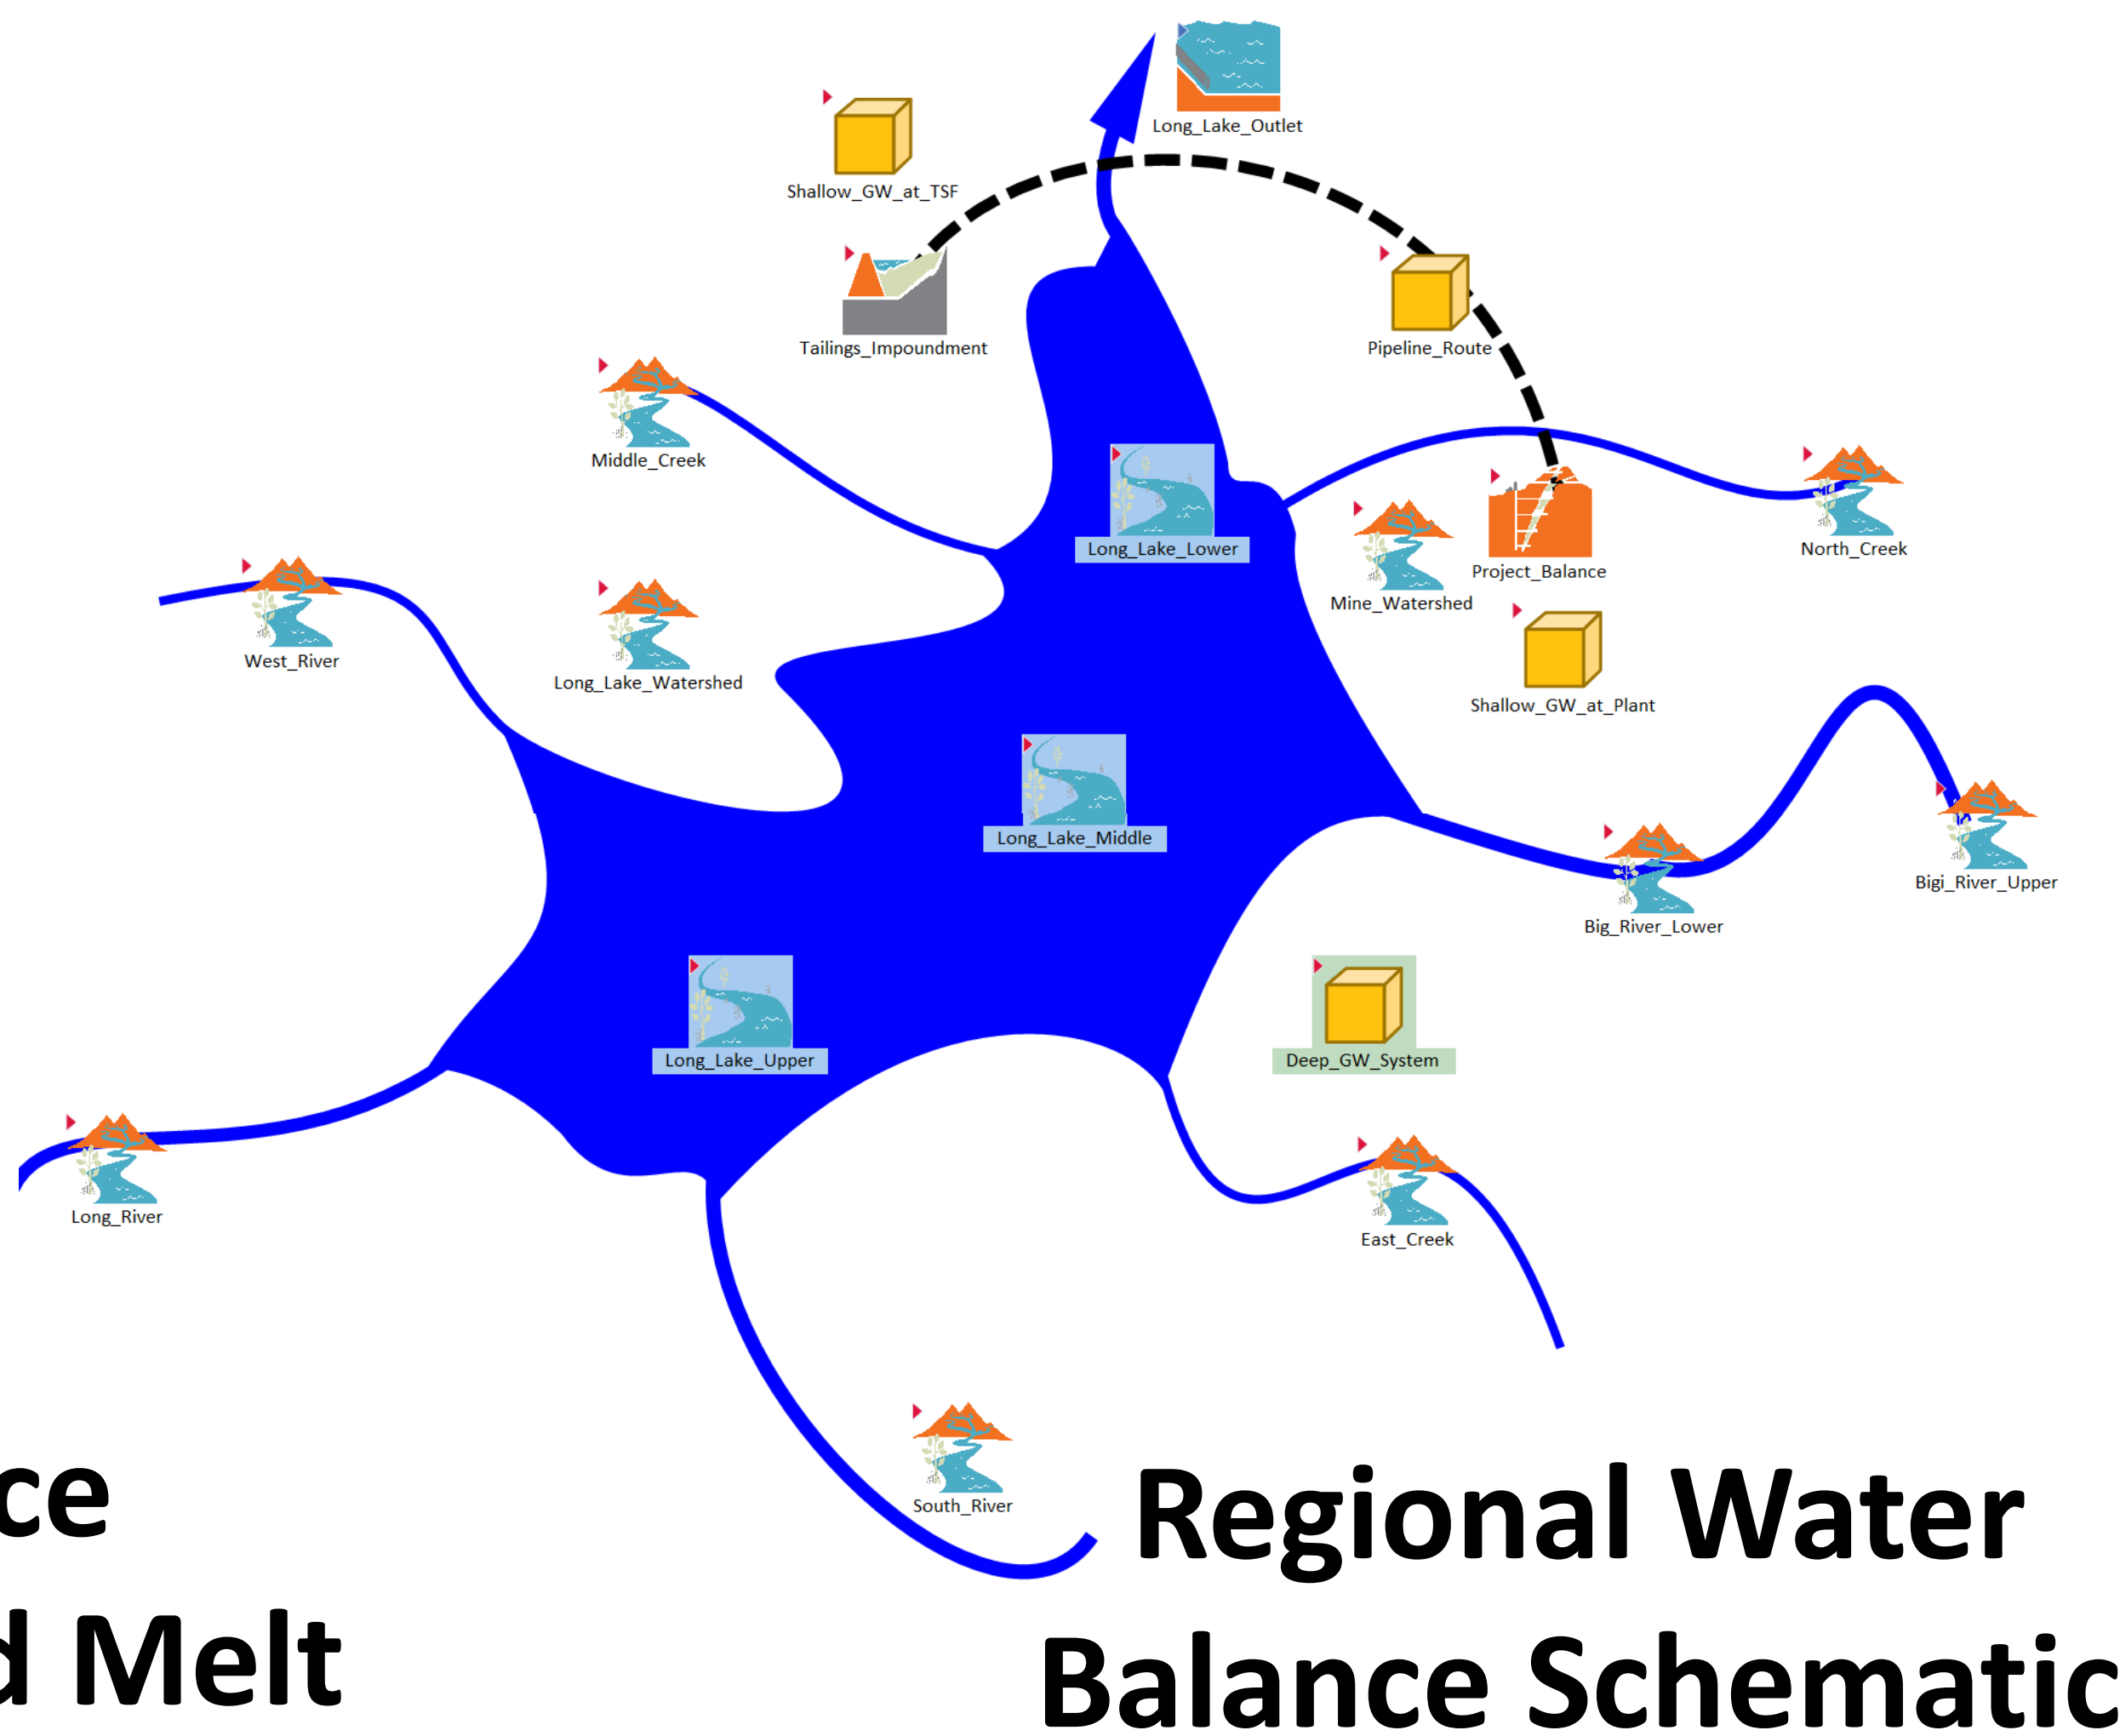 Long_Lake_Outlet
Shallow_GW_at_TSF
Tailings_Impoundment
Pipeline_Route
Middle_Creek
Long_Lake_Lower
North_Creek
Project_Balance
Mine_Watershed
West_River
Long_Lake_Watershed
Shallow_GW_at_Plant
Long_Lake_Middle
Bigi_River_Upper
Big_River_Lower
Long_Lake_Upper
Deep_GW_System
Long_River
East_Creek
South_River
ce
d Melt
Regional Water
Balance Schematic